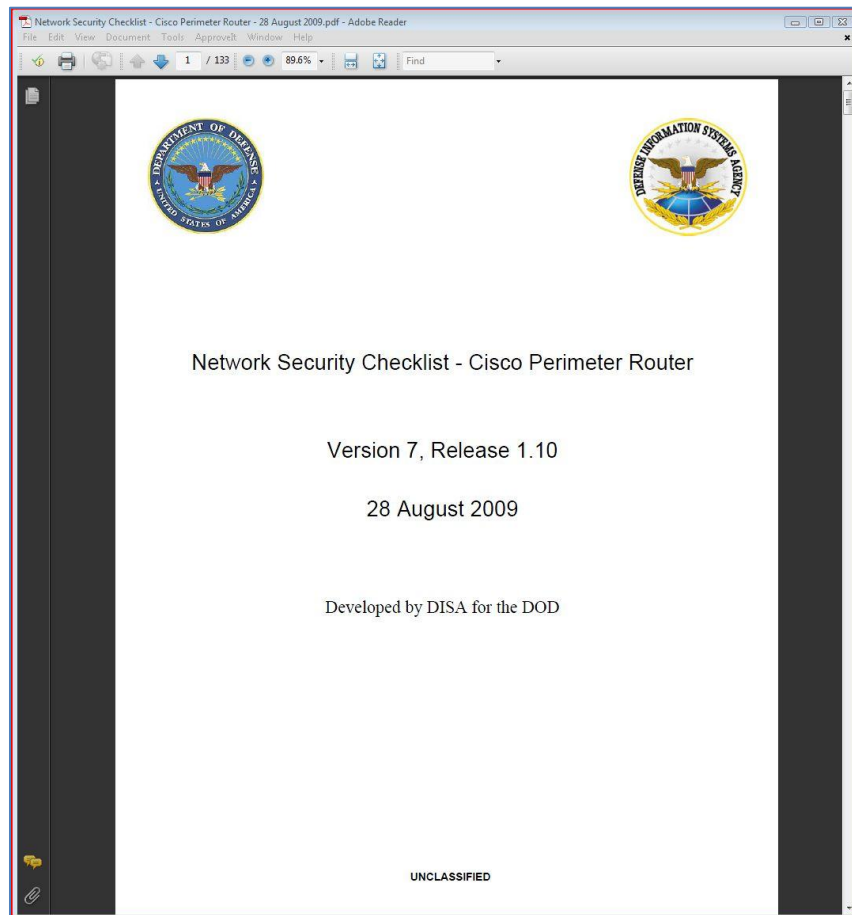 Network Security Checklist - Cisco Perimeter Router - 28 August 2009.pdf - Adobe Reader
File Edit View Document Tools ApproveIt Window Help
1 / 133 89.6% Find
DEPARTMENT OF DEFENSE
UNITED STATES OF AMERICA
DEFENSE INFORMATION SYSTEMS AGENCY
Network Security Checklist - Cisco Perimeter Router
Version 7, Release 1.10
28 August 2009
Developed by DISA for the DOD
UNCLASSIFIED